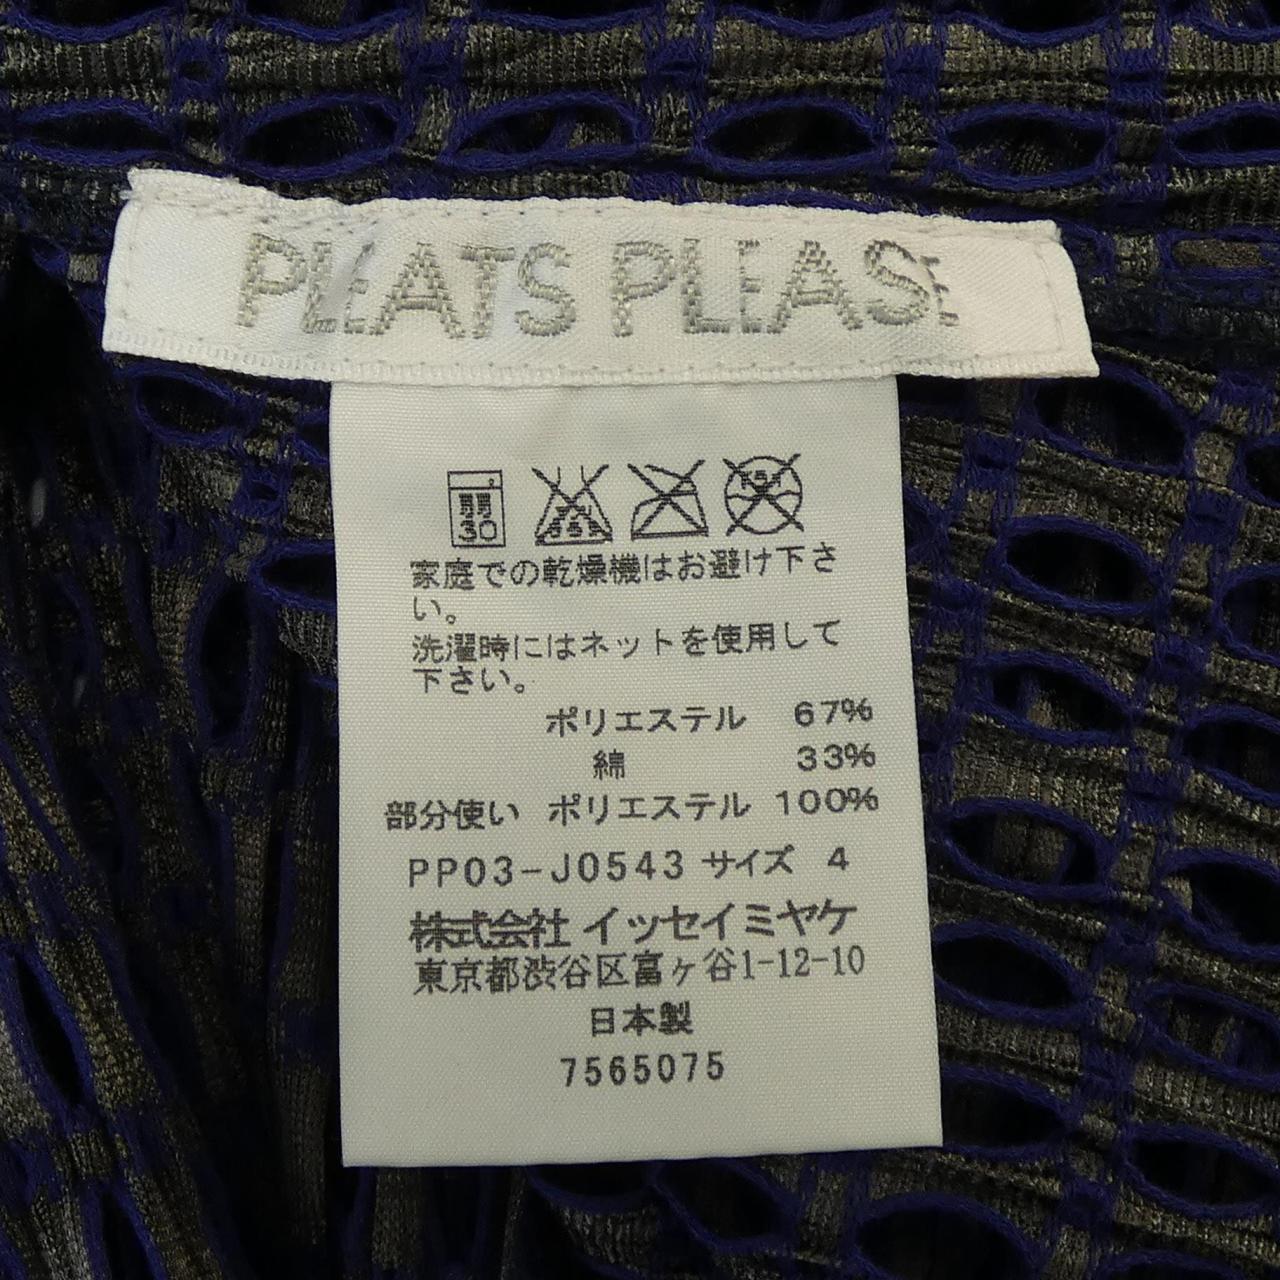 PLEATS PLEASE
弱
30
家庭での乾燥機はお避け下さ
い。
洗濯時にはネットを使用して
下さい。
ポリエステル 67%
綿 33%
部分使い ポリエステル 100%
PP03-J0543 サイズ 4
株式会社 イッセイミヤケ
東京都渋谷区富ヶ谷1-12-10
日本製
7565075